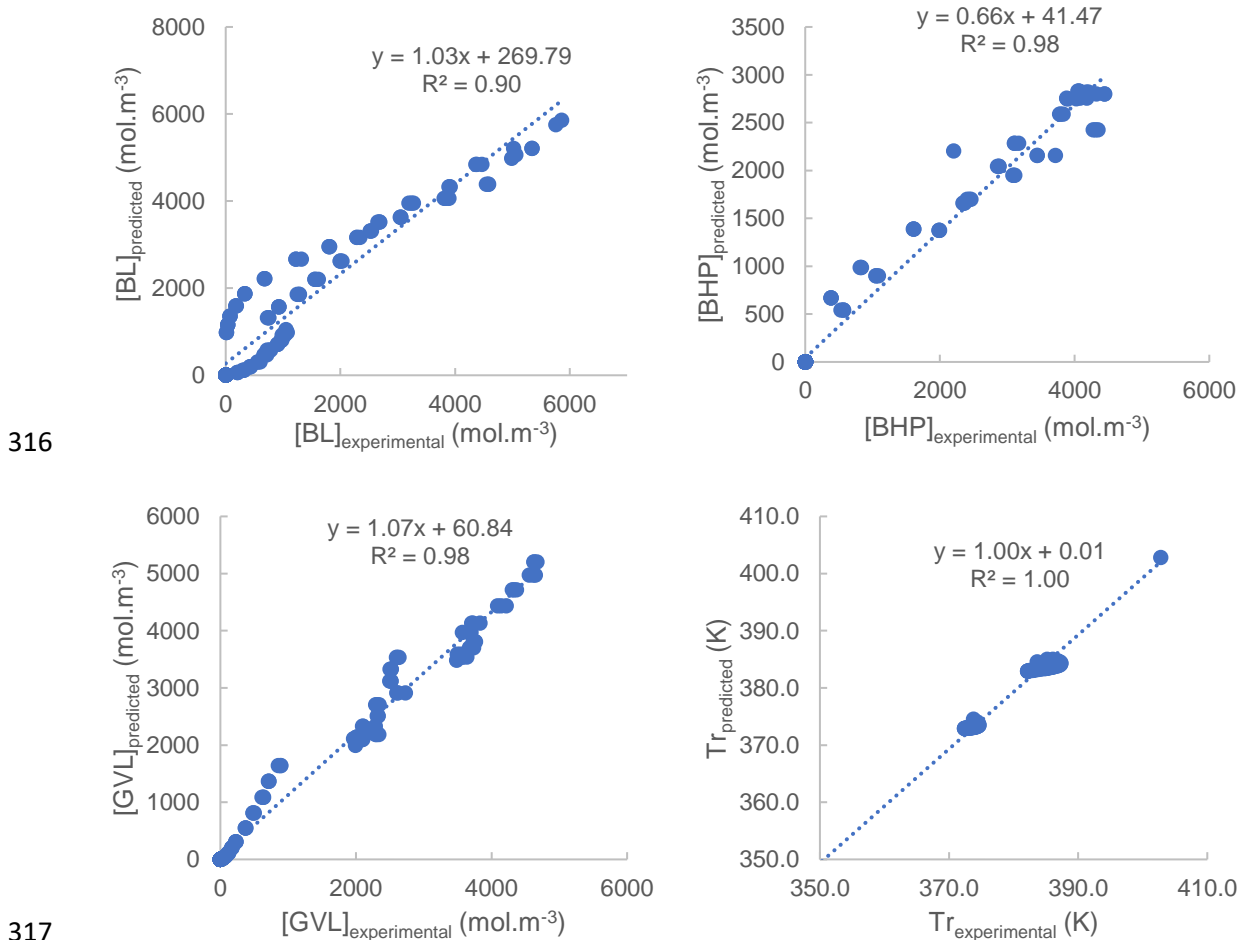 8000
6000
4000
2000
0
0 2000 4000 6000
y = 1.03x + 269.79
R² = 0.90
[BL]predicted (mol.m-3)
[BL]experimental (mol.m-3)
3500
3000
2500
2000
1500
1000
500
0
0 2000 4000 6000
y = 0.66x + 41.47
R² = 0.98
[BHP]predicted (mol.m-3)
[BHP]experimental (mol.m-3)
316
6000
5000
4000
3000
2000
1000
0
0 2000 4000 6000
y = 1.07x + 60.84
R² = 0.98
[GVL]predicted (mol.m-3)
[GVL]experimental (mol.m-3)
410.0
400.0
390.0
380.0
370.0
360.0
350.0
350.0 370.0 390.0 410.0
y = 1.00x + 0.01
R² = 1.00
Trpredicted (K)
Trexperimental (K)
317